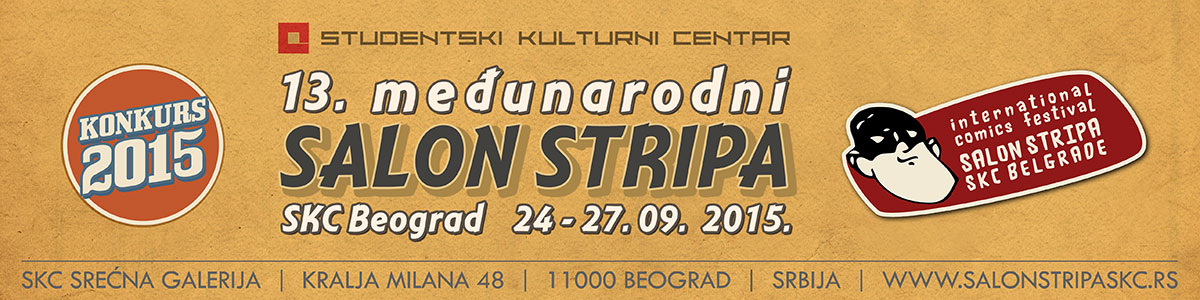 STUDENTSKI KULTURNI CENTAR
13. međunarodni
SALON STRIPA
SKC Beograd 24 - 27. 09. 2015.
KONKURS
2015
international
comics festival
SALON STRIPA
SKC BELGRADE
SKC SREĆNA GALERIJA | KRALJA MILANA 48 | 11000 BEOGRAD | SRBIJA | WWW.SALONSTRIPASKC.RS